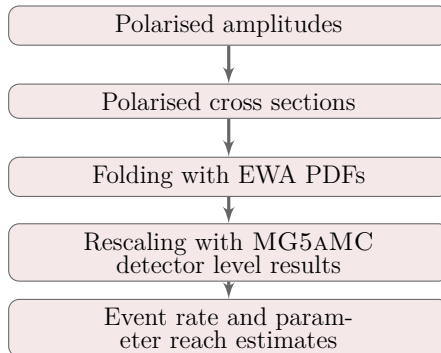 Polarised amplitudes
Polarised cross sections
Folding with EWA PDFs
Rescaling with MG5AMC
detector level results
Event rate and param-
eter reach estimates